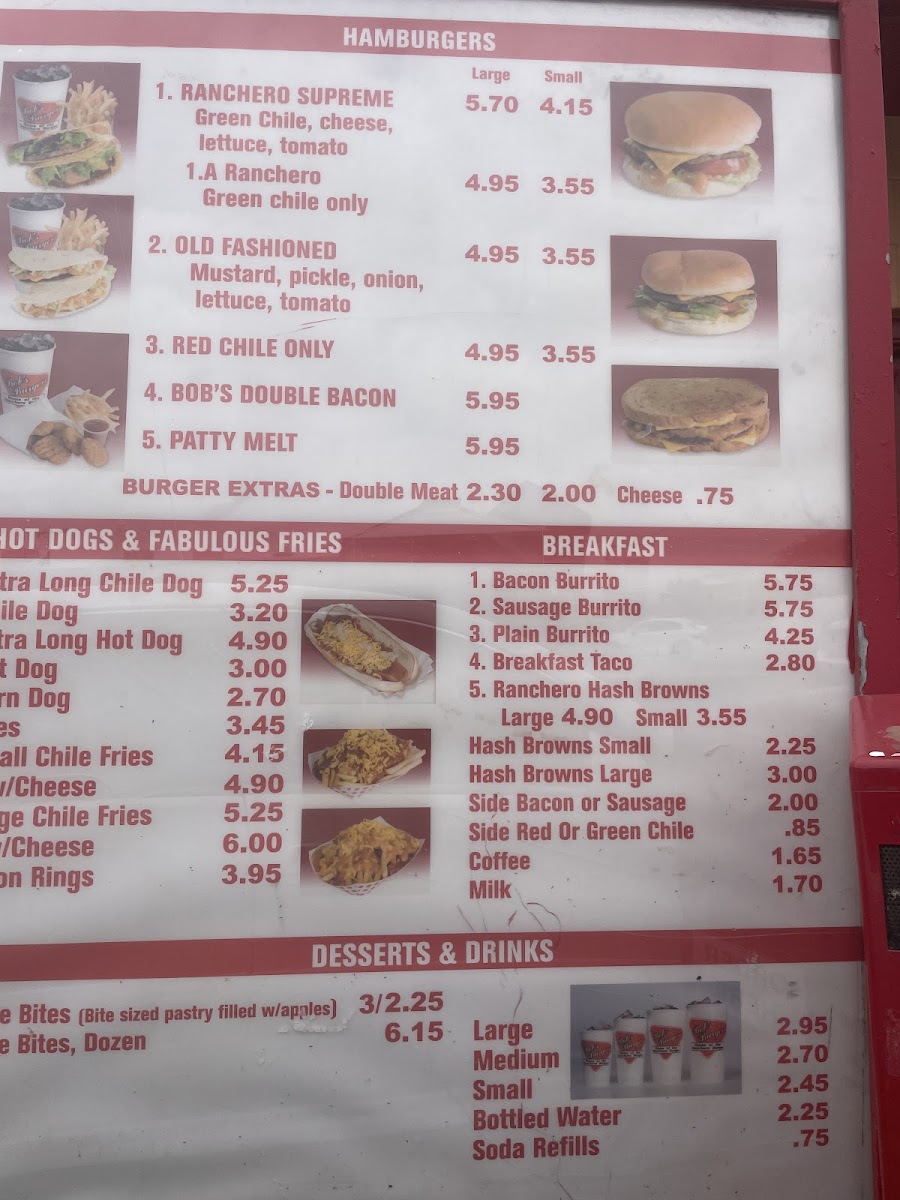 HAMBURGERS
Large Small
1. RANCHERO SUPREME 5.70 4.15
Green Chile, cheese,
lettuce, tomato
1.A Ranchero 4.95 3.55
Green chile only
2. OLD FASHIONED 4.95 3.55
Mustard, pickle, onion,
lettuce, tomato
3. RED CHILE ONLY 4.95 3.55
4. BOB'S DOUBLE BACON 5.95
5. PATTY MELT 5.95
BURGER EXTRAS - Double Meat 2.30 2.00 Cheese .75
HOT DOGS & FABULOUS FRIES
tra Long Chile Dog 5.25
ile Dog 3.20
tra Long Hot Dog 4.90
t Dog 3.00
rn Dog 2.70
es 3.45
all Chile Fries 4.15
w/Cheese 4.90
ge Chile Fries 5.25
/Cheese 6.00
on Rings 3.95
BREAKFAST
1. Bacon Burrito 5.75
2. Sausage Burrito 5.75
3. Plain Burrito 4.25
4. Breakfast Taco 2.80
5. Ranchero Hash Browns
Large 4.90 Small 3.55
Hash Browns Small 2.25
Hash Browns Large 3.00
Side Bacon or Sausage 2.00
Side Red Or Green Chile .85
Coffee 1.65
Milk 1.70
DESSERTS & DRINKS
e Bites (Bite sized pastry filled w/apples) 3/2.25
e Bites, Dozen 6.15
Large 2.95
Medium 2.70
Small 2.45
Bottled Water 2.25
Soda Refills .75